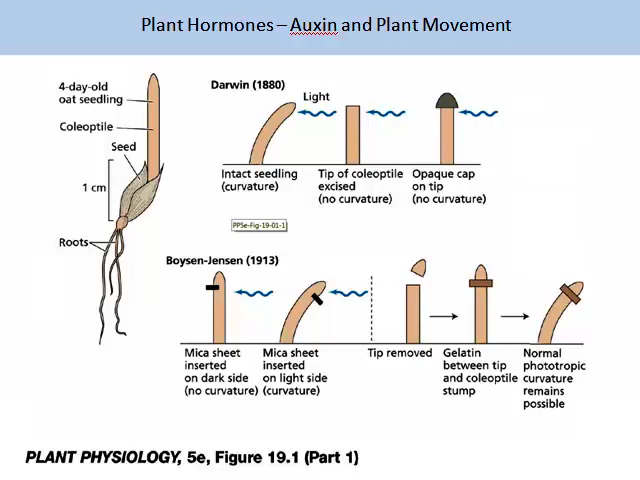 Plant Hormones – Auxin and Plant Movement
4-day-old
oat seedling
Coleoptile
Seed
1 cm
Roots
Darwin (1880)
Light
Intact seedling
(curvature)
Tip of coleoptile
excised
(no curvature)
Opaque cap
on tip
(no curvature)
PP5e-Fig-19-01-1
Boysen-Jensen (1913)
Mica sheet
inserted
on dark side
(no curvature)
Mica sheet
inserted
on light side
(curvature)
Tip removed
Gelatin
between tip
and coleoptile
stump
Normal
phototropic
curvature
remains
possible
PLANT PHYSIOLOGY, 5e, Figure 19.1 (Part 1)